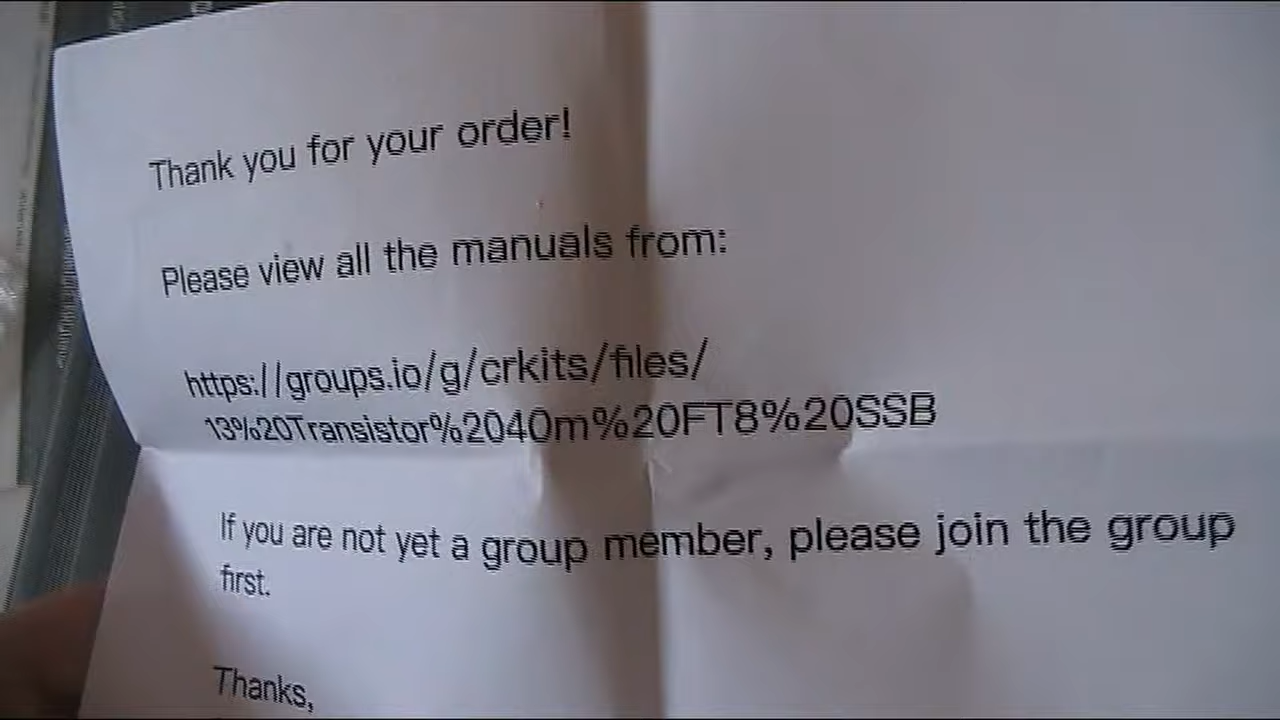 Thank you for your order!
Please view all the manuals from:
https://groups.io/g/crkits/files/
13%20Transistor%2040m%20FT8%20SSB
If you are not yet a group member, please join the group
first.
Thanks,